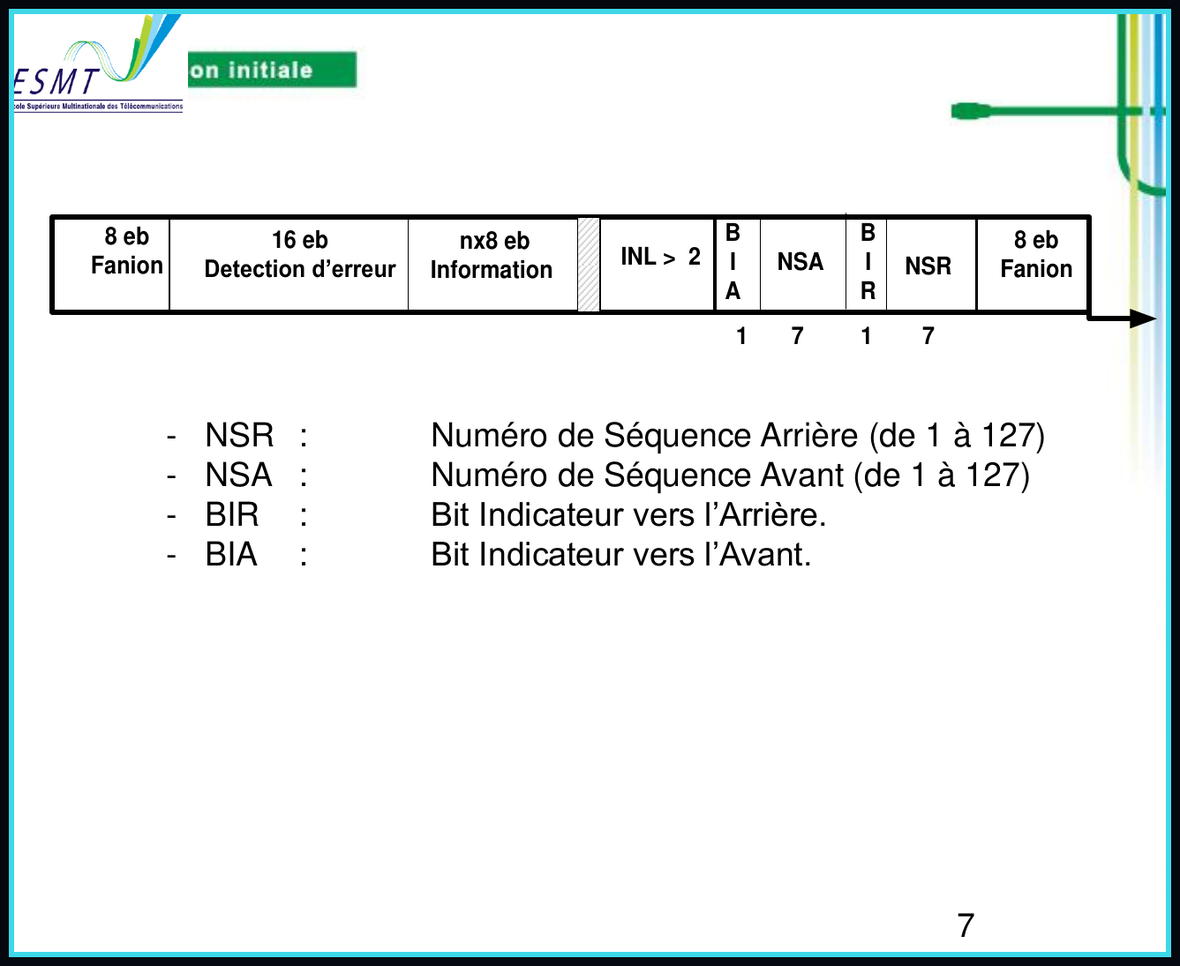 ESMT
cole Supérieure Multinationale des Télécommunications
on initiale
8 eb
Fanion
16 eb
Detection d’erreur
nx8 eb
Information
INL > 2
B
I
A
NSA
B
I
R
NSR
8 eb
Fanion
1 7 1 7
- NSR : Numéro de Séquence Arrière (de 1 à 127)
- NSA : Numéro de Séquence Avant (de 1 à 127)
- BIR : Bit Indicateur vers l’Arrière.
- BIA : Bit Indicateur vers l’Avant.
7